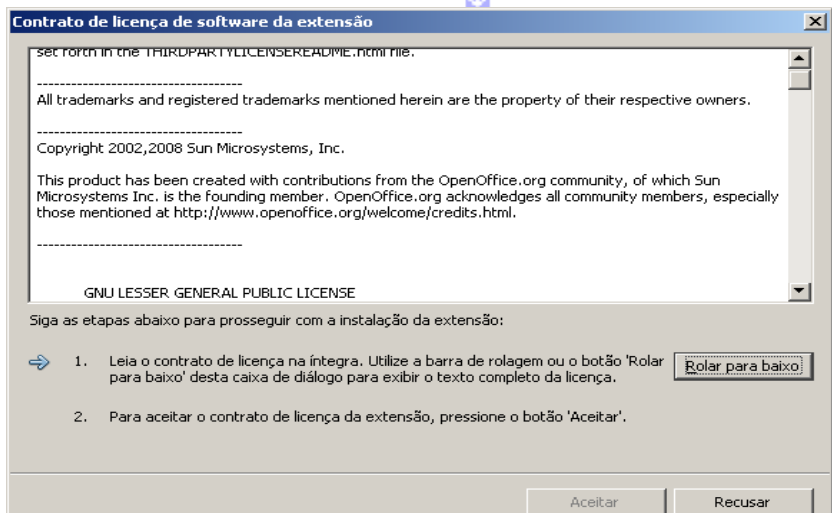 Contrato de licença de software da extensão
set forth in the THIRDPARTYLICENSEREADME.html file.
-----------------------------------
All trademarks and registered trademarks mentioned herein are the property of their respective owners.
-----------------------------------
Copyright 2002,2008 Sun Microsystems, Inc.
This product has been created with contributions from the OpenOffice.org community, of which Sun
Microsystems Inc. is the founding member. OpenOffice.org acknowledges all community members, especially
those mentioned at http://www.openoffice.org/welcome/credits.html.
-----------------------------------
GNU LESSER GENERAL PUBLIC LICENSE
Siga as etapas abaixo para prosseguir com a instalação da extensão:
1. Leia o contrato de licença na íntegra. Utilize a barra de rolagem ou o botão 'Rolar
para baixo' desta caixa de diálogo para exibir o texto completo da licença.
Rolar para baixo
2. Para aceitar o contrato de licença da extensão, pressione o botão 'Aceitar'.
Aceitar
Recusar